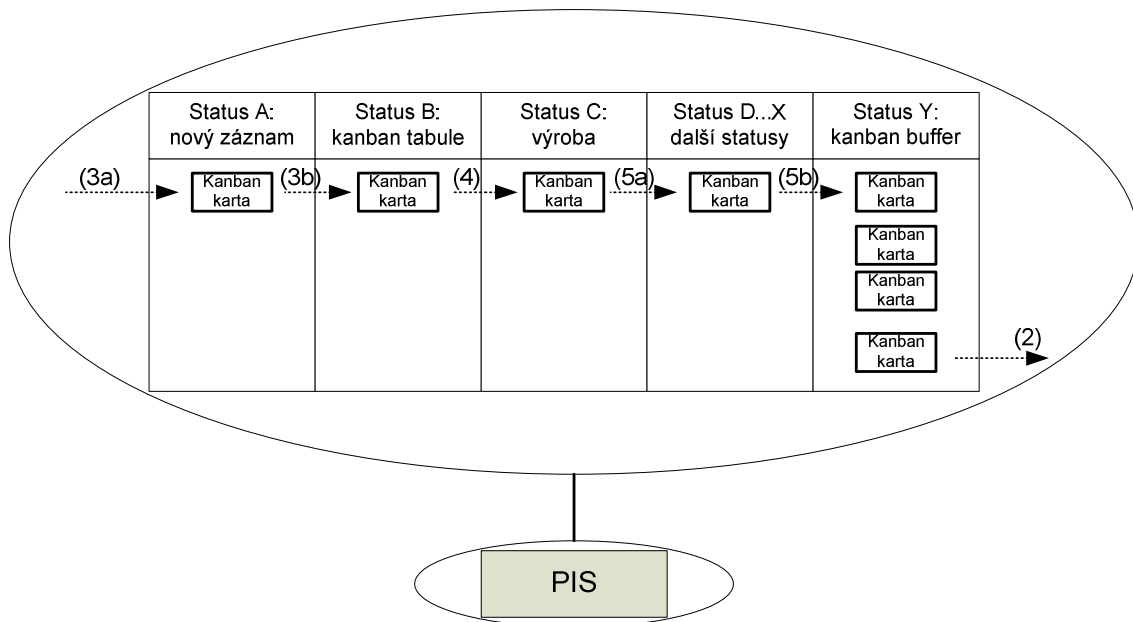 Status A:
nový záznam
Status B:
kanban tabule
Status C:
výroba
Status D...X
další statusy
Status Y:
kanban buffer
(3a)
Kanban
karta
(3b)
Kanban
karta
(4)
Kanban
karta
(5a)
Kanban
karta
(5b)
Kanban
karta
Kanban
karta
Kanban
karta
Kanban
karta
(2)
PIS